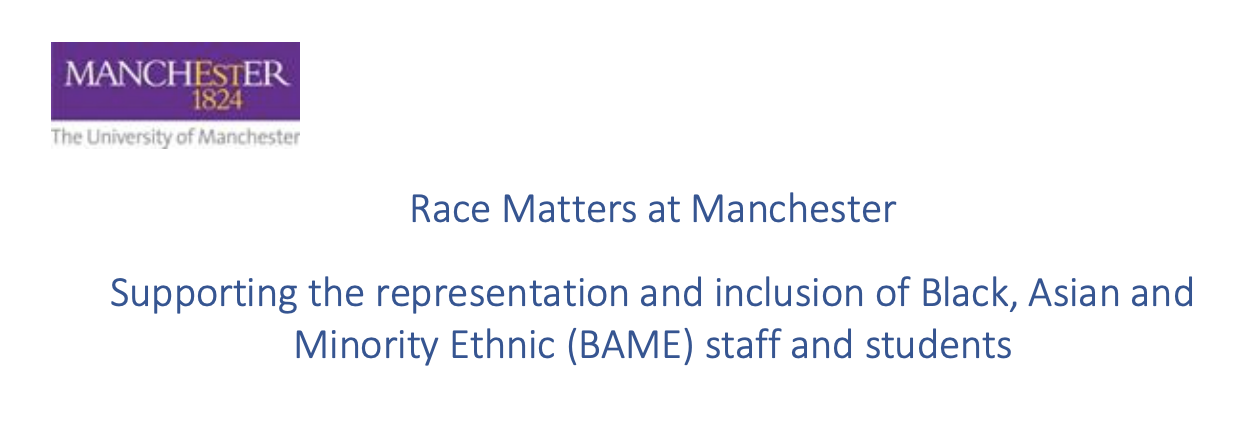 MANCHESTER
1824
The University of Manchester
Race Matters at Manchester
Supporting the representation and inclusion of Black, Asian and
Minority Ethnic (BAME) staff and students